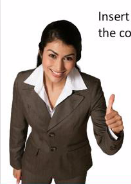 Insert
the co